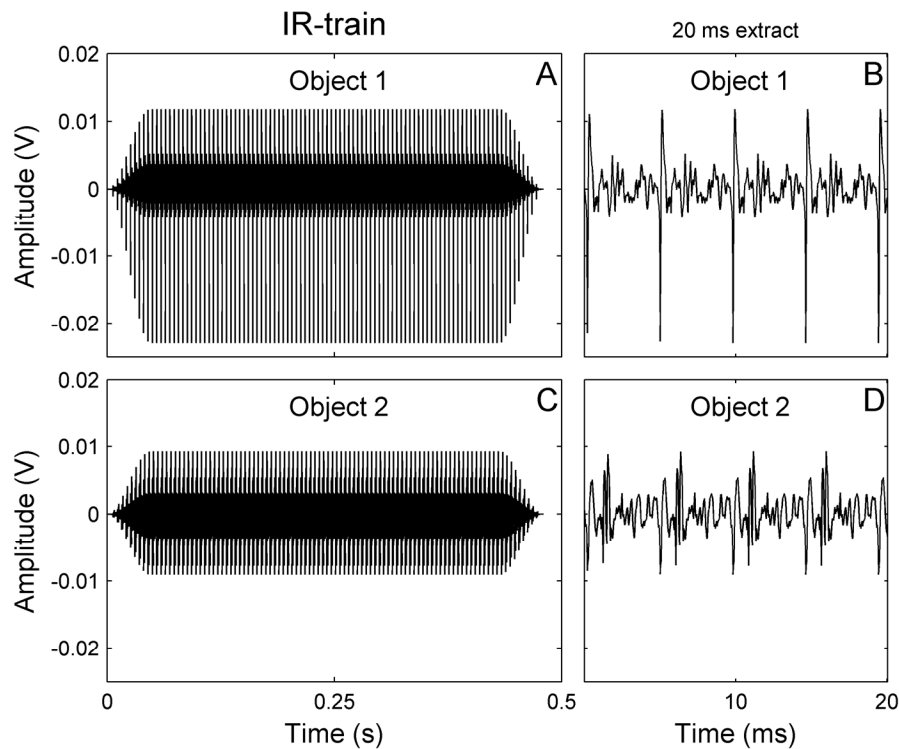 IR-train
20 ms extract
Object 1
A
Object 1
B
0.02
0.01
0
-0.01
-0.02
Amplitude (V)
Object 2
C
Object 2
D
0.02
0.01
0
-0.01
-0.02
Amplitude (V)
0
0.25
0.5
10
20
Time (s)
Time (ms)